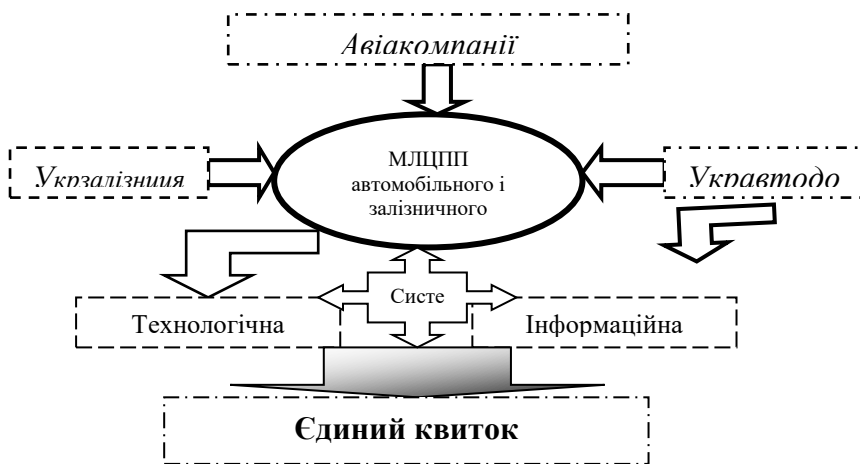 Авіакомпанії
МЛЦПП
автомобільного і
залізничного
Укрзалізниця
Укравтодо
Систе
Технологічна
Інформаційна
Єдиний квиток